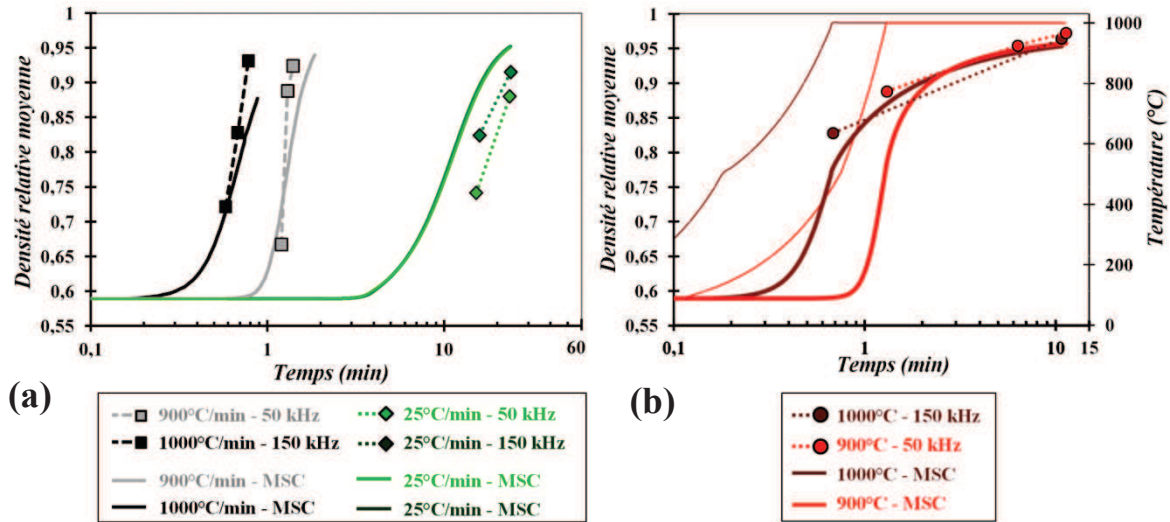 Densité relative moyenne
1
0,95
0,9
0,85
0,8
0,75
0,7
0,65
0,6
0,55
0,1
1
10
60
Temps (min)
(a)
900°C/min - 50 kHz
1000°C/min - 150 kHz
900°C/min - MSC
1000°C/min - MSC
25°C/min - 50 kHz
25°C/min - 150 kHz
25°C/min - MSC
25°C/min - MSC
Densité relative moyenne
1
0,95
0,9
0,85
0,8
0,75
0,7
0,65
0,6
0,55
0,1
1
10
15
Temps (min)
1000
800
600
400
200
0
Température (°C)
(b)
1000°C - 150 kHz
900°C - 50 kHz
1000°C - MSC
900°C - MSC